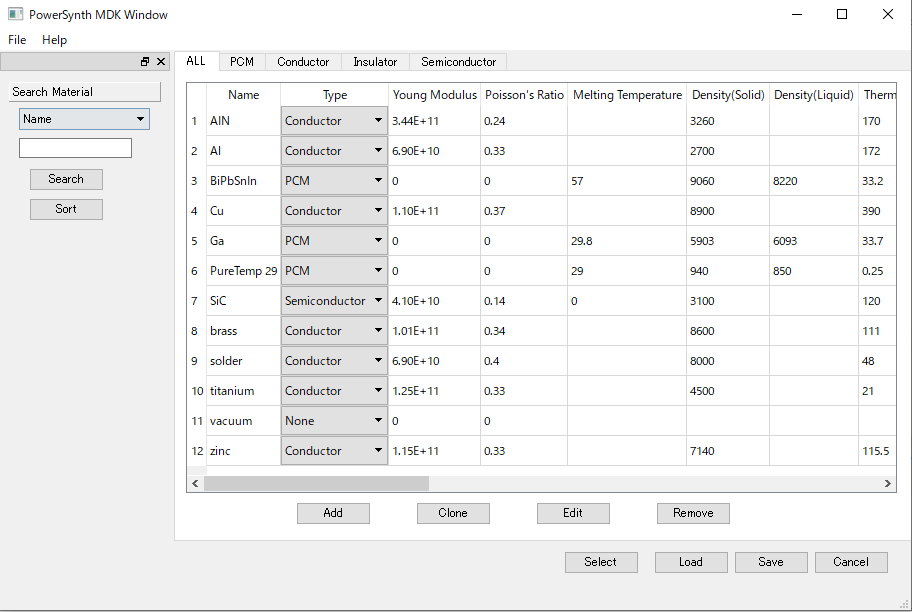 PowerSynth MDK Window
File Help
Search Material
Name
Search
Sort
ALL PCM Conductor Insulator Semiconductor
Name Type Young Modulus Poisson's Ratio Melting Temperature Density(Solid) Density(Liquid) Therm
1 AlN Conductor 3.44E+11 0.24 3260 170
2 Al Conductor 6.90E+10 0.33 2700 172
3 BiPbSnIn PCM 0 0 57 9060 8220 33.2
4 Cu Conductor 1.10E+11 0.37 8900 390
5 Ga PCM 0 0 29.8 5903 6093 33.7
6 PureTemp 29 PCM 0 0 29 940 850 0.25
7 SiC Semiconductor 4.10E+10 0.14 0 3100 120
8 brass Conductor 1.01E+11 0.34 8600 111
9 solder Conductor 6.90E+10 0.4 8000 48
10 titanium Conductor 1.25E+11 0.33 4500 21
11 vacuum None 0 0
12 zinc Conductor 1.15E+11 0.33 7140 115.5
Add Clone Edit Remove
Select Load Save Cancel